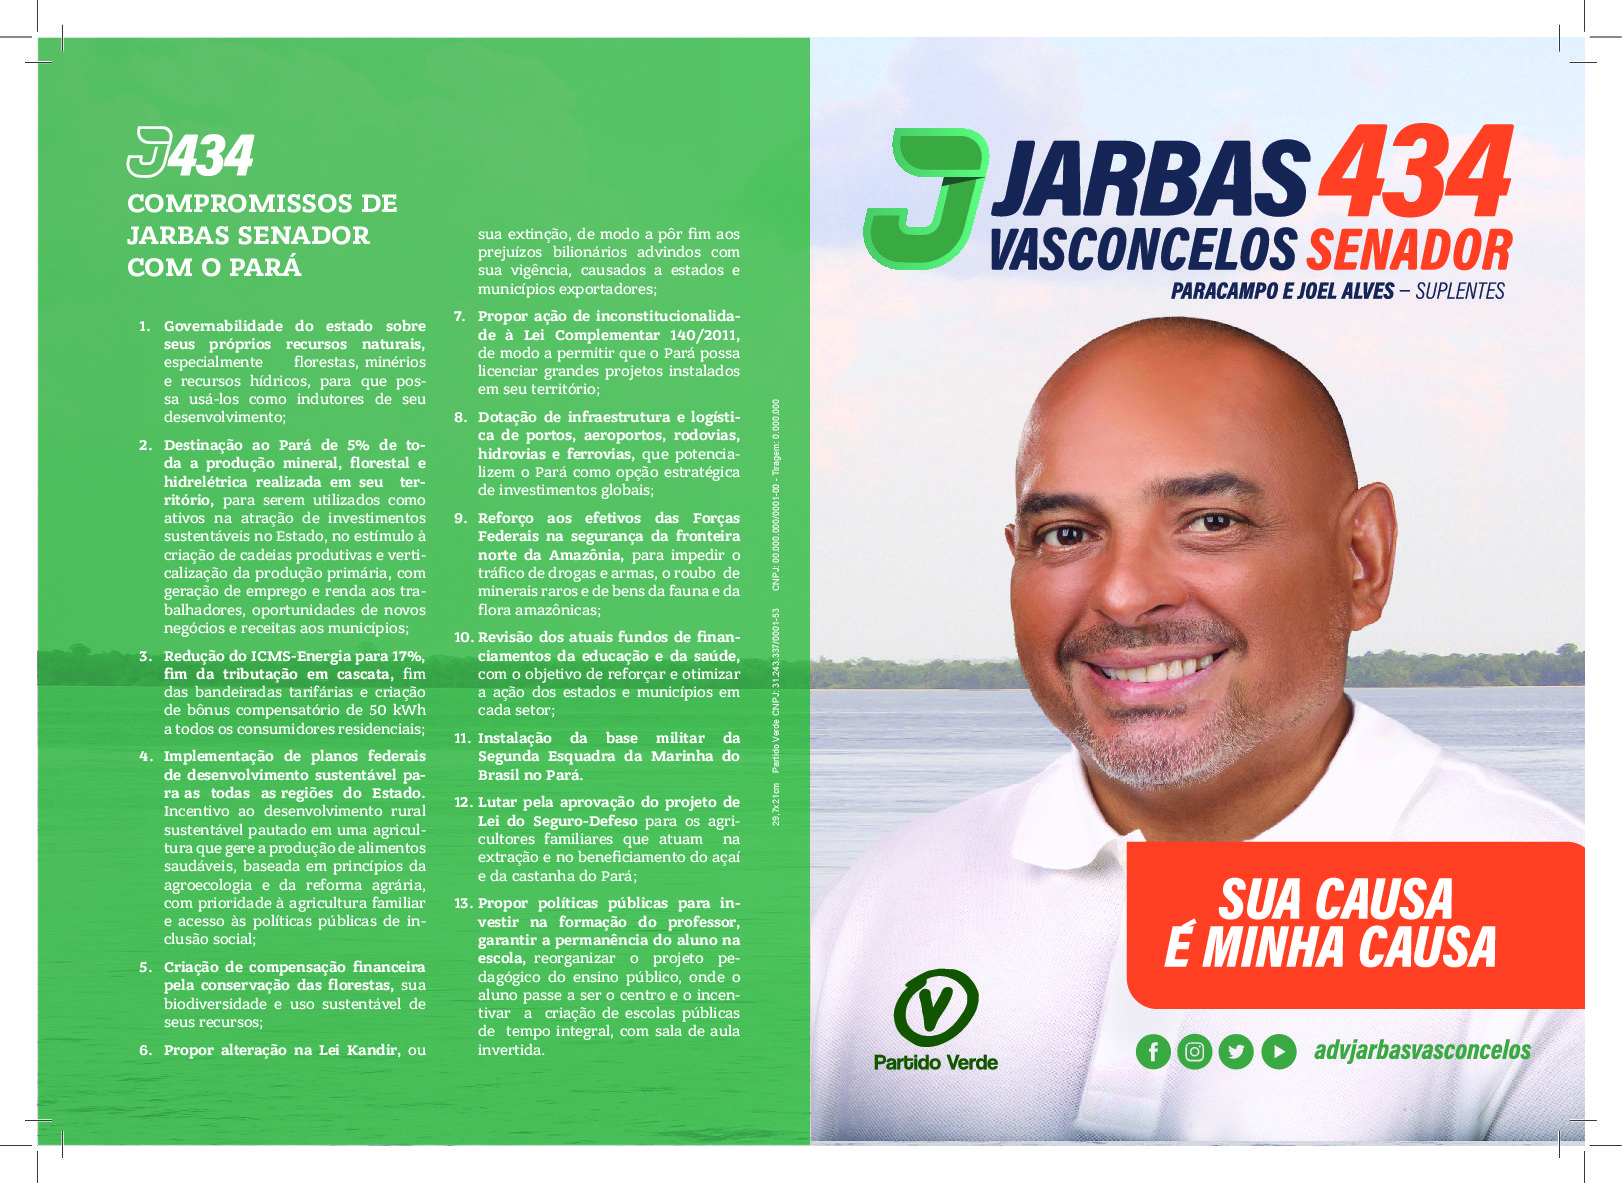 J434
COMPROMISSOS DE
JARBAS SENADOR
COM O PARÁ
1. Governabilidade do estado sobre
seus próprios recursos naturais,
especialmente florestas, minérios
e recursos hídricos, para que pos-
sa usá-los como indutores de seu
desenvolvimento;
2. Destinação ao Pará de 5% de to-
da a produção mineral, florestal e
hidrelétrica realizada em seu ter-
ritório, para serem utilizados como
ativos na atração de investimentos
sustentáveis no Estado, no estímulo à
criação de cadeias produtivas e verti-
calização da produção primária, com
geração de emprego e renda aos tra-
balhadores, oportunidades de novos
negócios e receitas aos municípios;
3. Redução do ICMS-Energia para 17%,
fim da tributação em cascata, fim
das bandeiradas tarifárias e criação
de bônus compensatório de 50 kWh
a todos os consumidores residenciais;
4. Implementação de planos federais
de desenvolvimento sustentável pa-
ra as todas as regiões do Estado.
Incentivo ao desenvolvimento rural
sustentável pautado em uma agricul-
tura que gere a produção de alimentos
saudáveis, baseada em princípios da
agroecologia e da reforma agrária,
com prioridade à agricultura familiar
e acesso às políticas públicas de in-
clusão social;
5. Criação de compensação financeira
pela conservação das florestas, sua
biodiversidade e uso sustentável de
seus recursos;
6. Propor alteração na Lei Kandir, ou
sua extinção, de modo a pôr fim aos
prejuízos bilionários advindos com
sua vigência, causados a estados e
municípios exportadores;
7. Propor ação de inconstitucionalida-
de à Lei Complementar 140/2011,
de modo a permitir que o Pará possa
licenciar grandes projetos instalados
em seu território;
8. Dotação de infraestrutura e logísti-
ca de portos, aeroportos, rodovias,
hidrovias e ferrovias, que potencia-
lizem o Pará como opção estratégica
de investimentos globais;
9. Reforço aos efetivos das Forças
Federais na segurança da fronteira
norte da Amazônia, para impedir o
tráfico de drogas e armas, o roubo de
minerais raros e de bens da fauna e da
flora amazônicas;
10. Revisão dos atuais fundos de finan-
ciamentos da educação e da saúde,
com o objetivo de reforçar e otimizar
a ação dos estados e municípios em
cada setor;
11. Instalação da base militar da
Segunda Esquadra da Marinha do
Brasil no Pará.
12. Lutar pela aprovação do projeto de
Lei do Seguro-Defeso para os agri-
cultores familiares que atuam na
extração e no beneficiamento do açaí
e da castanha do Pará;
13. Propor políticas públicas para in-
vestir na formação do professor,
garantir a permanência do aluno na
escola, reorganizar o projeto pe-
dagógico do ensino público, onde o
aluno passe a ser o centro e o incen-
tivar a criação de escolas públicas
de tempo integral, com sala de aula
invertida.
29,7x21cm Partido Verde CNPJ: 31.243.337/0001-53 CNPJ: 00.000.000/0001-00 - Tiragem: 0.000.000
J JARBAS 434
VASCONCELOS SENADOR
PARACAMPO E JOEL ALVES – SUPLENTES
SUA CAUSA
É MINHA CAUSA
V
Partido Verde
advjarbasvasconcelos